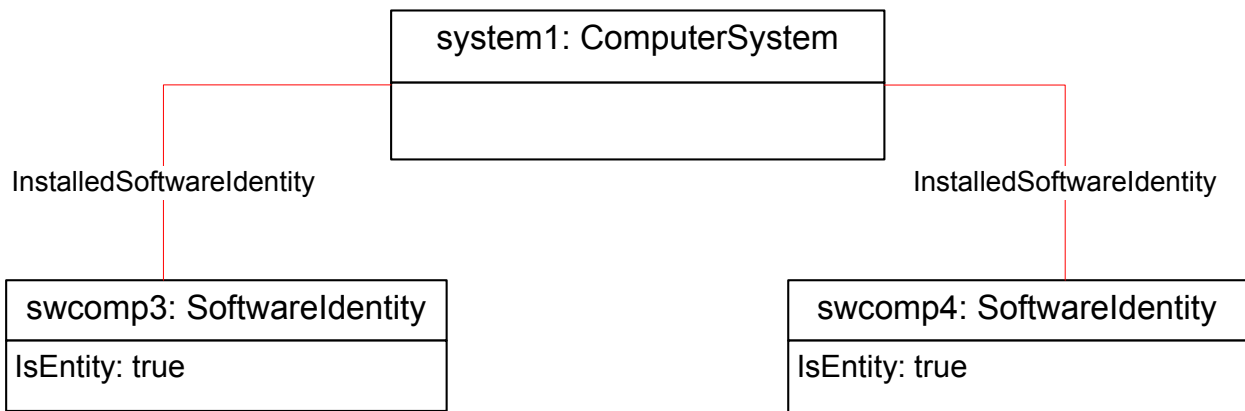 system1: ComputerSystem
InstalledSoftwareIdentity
InstalledSoftwareIdentity
swcomp3: SoftwareIdentity
IsEntity: true
swcomp4: SoftwareIdentity
IsEntity: true